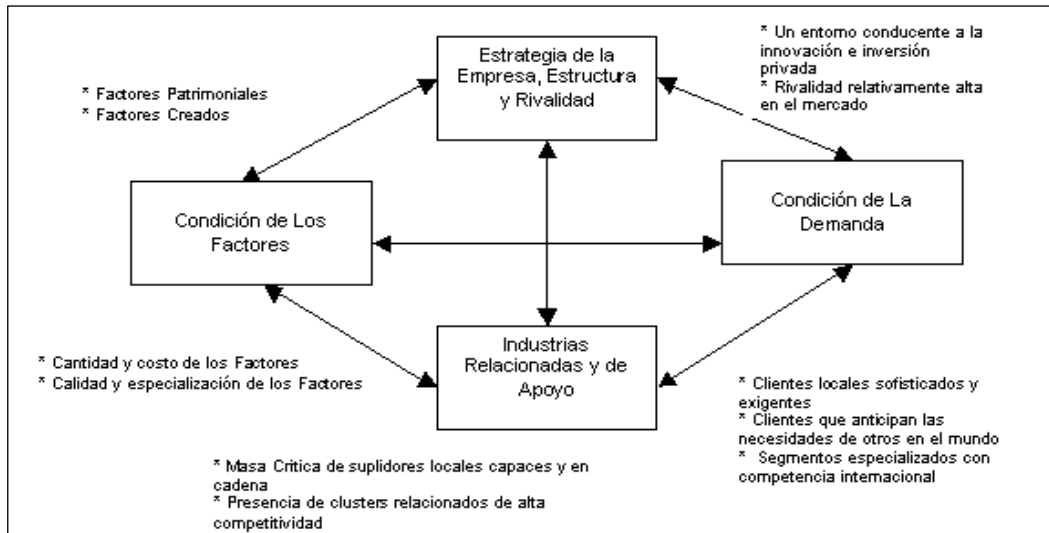 Estrategia de la
Empresa, Estructura
y Rivalidad
* Un entorno conducente a la
innovación e inversión
privada
* Rivalidad relativamente alta
en el mercado
* Factores Patrimoniales
* Factores Creados
Condición de Los
Factores
Condición de La
Demanda
Industrias
Relacionadas y de
Apoyo
* Cantidad y costo de los Factores
* Calidad y especialización de los Factores
* Clientes locales sofisticados y
exigentes
* Clientes que anticipan las
necesidades de otros en el mundo
* Segmentos especializados con
competencia internacional
* Masa Critica de suplidores locales capaces y en
cadena
* Presencia de clusters relacionados de alta
competitividad